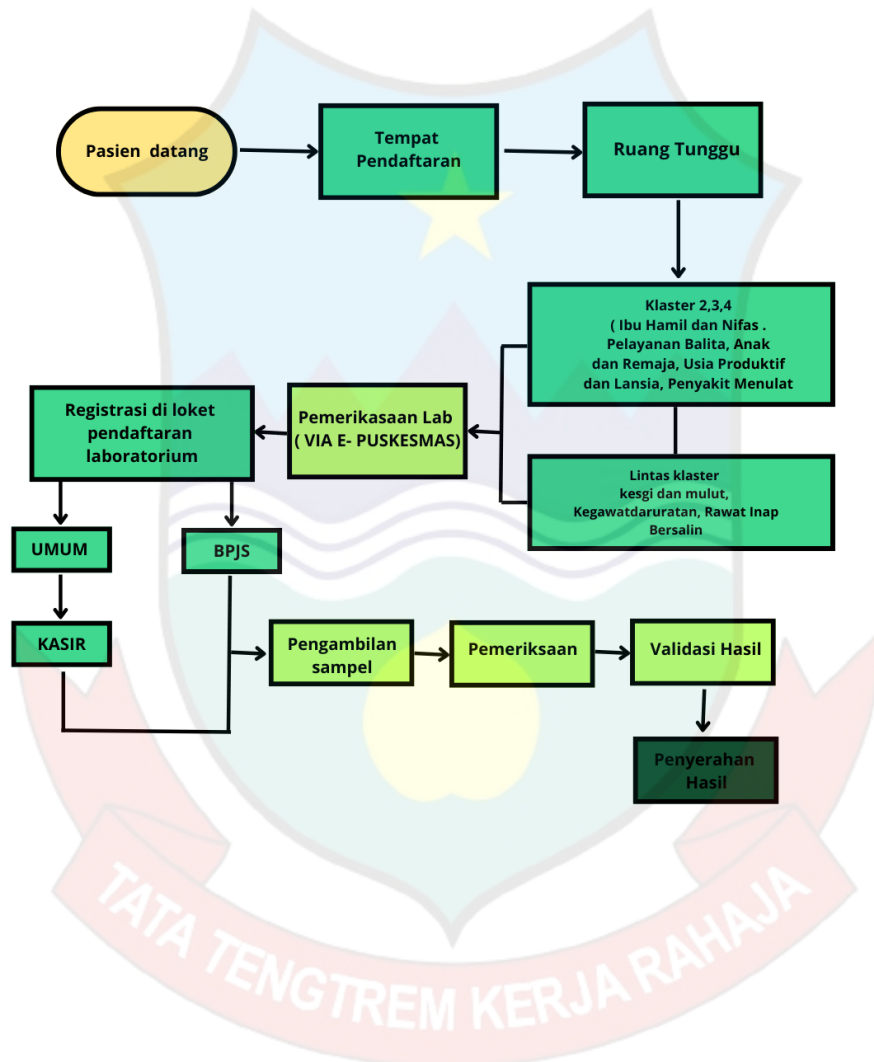 Pasien datang
Tempat
Pendaftaran
Ruang Tunggu
Klaster 2,3,4
( Ibu Hamil dan Nifas .
Pelayanan Balita, Anak
dan Remaja, Usia Produktif
dan Lansia, Penyakit Menulat
Lintas klaster
kesgi dan mulut,
Kegawatdaruratan, Rawat Inap
Bersalin
Pemerikasaan Lab
( VIA E- PUSKESMAS)
Registrasi di loket
pendaftaran
laboratorium
UMUM
BPJS
KASIR
Pengambilan
sampel
Pemeriksaan
Validasi Hasil
Penyerahan
Hasil
TATA TENGTREM KERJA RAHAJA